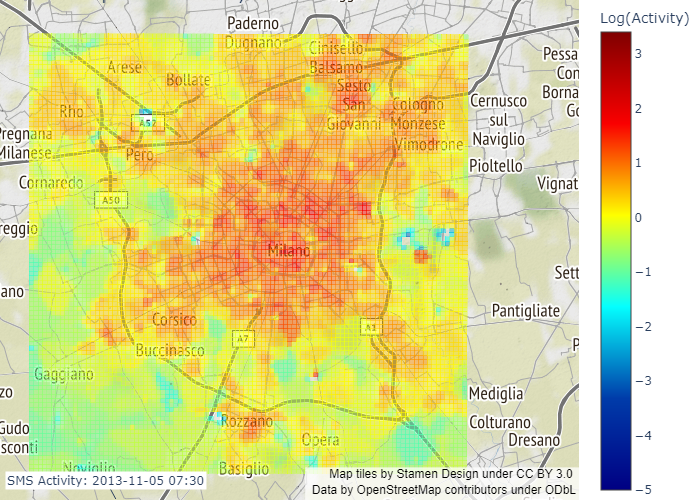 Paderno
Dugnano
Cinisello
Balsamo
Log(Activity)
Arese
Bollate
Sesto
San
Giovanni
Pessa
Con
Borna
Go
Rho
A52
Cologno
Monzese
Cernusco
sul
Naviglio
Pregnana
Milanese
Pero
Vimodrone
Pioltello
Cornaredo
A50
Vignat
reggio
Milano
Sett
ano
Pantigliate
Corsico
A7
A1
P
Buccinasco
Gaggiano
zo
Mediglia
Gudo
sconti
Rozzano
Opera
Colturano
Dresano
Noviglio
Basiglio
SMS Activity: 2013-11-05 07:30
Map tiles by Stamen Design under CC BY 3.0
Data by OpenStreetMap contributors under ODbL
3
2
1
0
−1
−2
−3
−4
−5